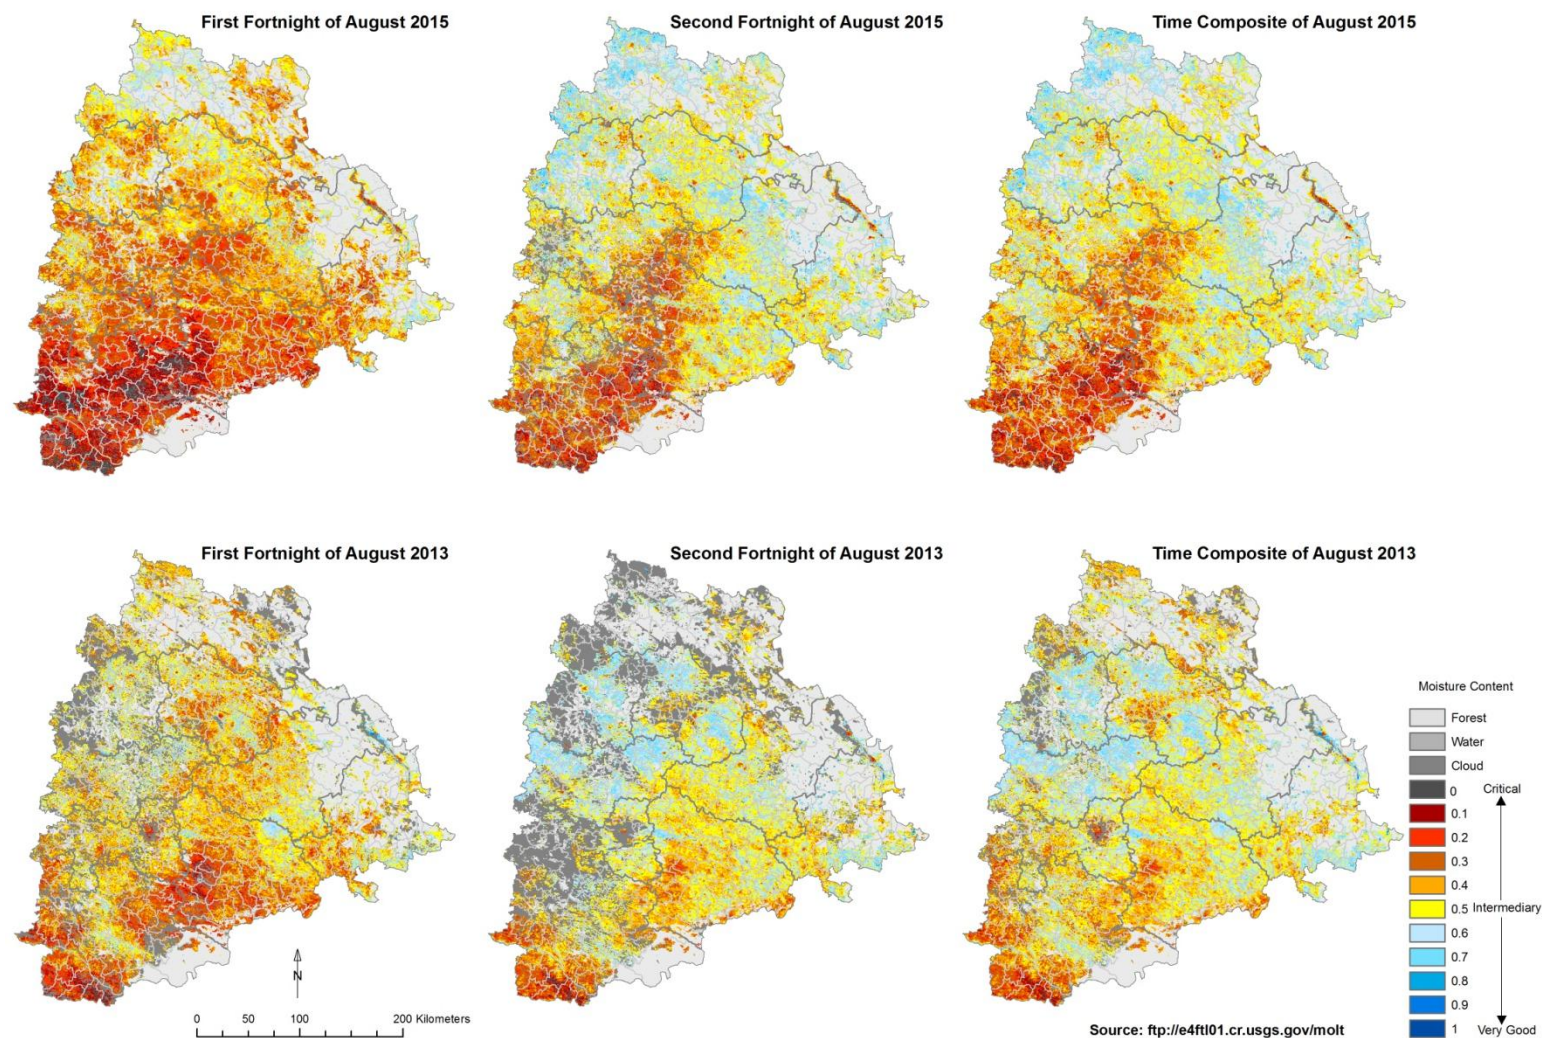 First Fortnight of August 2015
Second Fortnight of August 2015
Time Composite of August 2015
First Fortnight of August 2013
Second Fortnight of August 2013
Time Composite of August 2013
Moisture Content
Forest
Water
Cloud
0 Critical
0.1
0.2
0.3
0.4
0.5 Intermediary
0.6
0.7
0.8
0.9
1 Very Good
N
0 50 100 200 Kilometers
Source: ftp://e4ftl01.cr.usgs.gov/molt